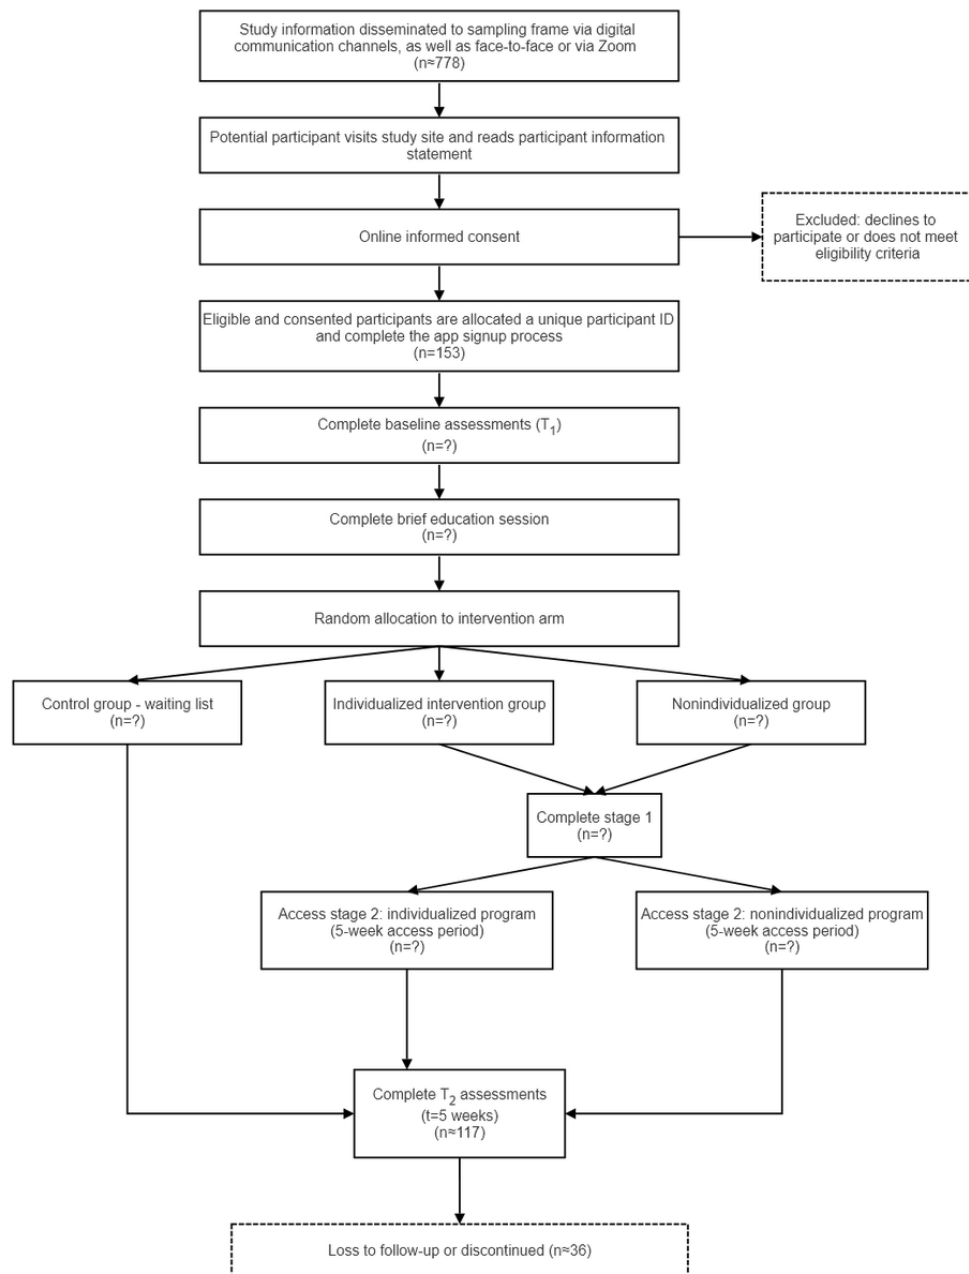 Study information disseminated to sampling frame via digital
communication channels, as well as face-to-face or via Zoom
(n≈778)
Potential participant visits study site and reads participant information
statement
Online informed consent
Excluded: declines to
participate or does not meet
eligibility criteria
Eligible and consented participants are allocated a unique participant ID
and complete the app signup process
(n=153)
Complete baseline assessments (T1)
(n=?)
Complete brief education session
(n=?)
Random allocation to intervention arm
Control group - waiting list
(n=?)
Individualized intervention group
(n=?)
Nonindividualized group
(n=?)
Complete stage 1
(n=?)
Access stage 2: individualized program
(5-week access period)
(n=?)
Access stage 2: nonindividualized program
(5-week access period)
(n=?)
Complete T2 assessments
(t=5 weeks)
(n≈117)
Loss to follow-up or discontinued (n≈36)